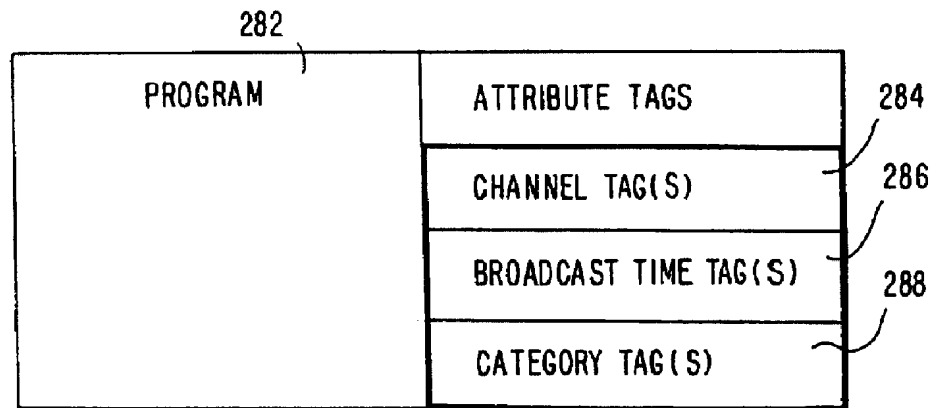 282
PROGRAM
ATTRIBUTE TAGS
284
CHANNEL TAG(S)
286
BROADCAST TIME TAG(S)
288
CATEGORY TAG(S)